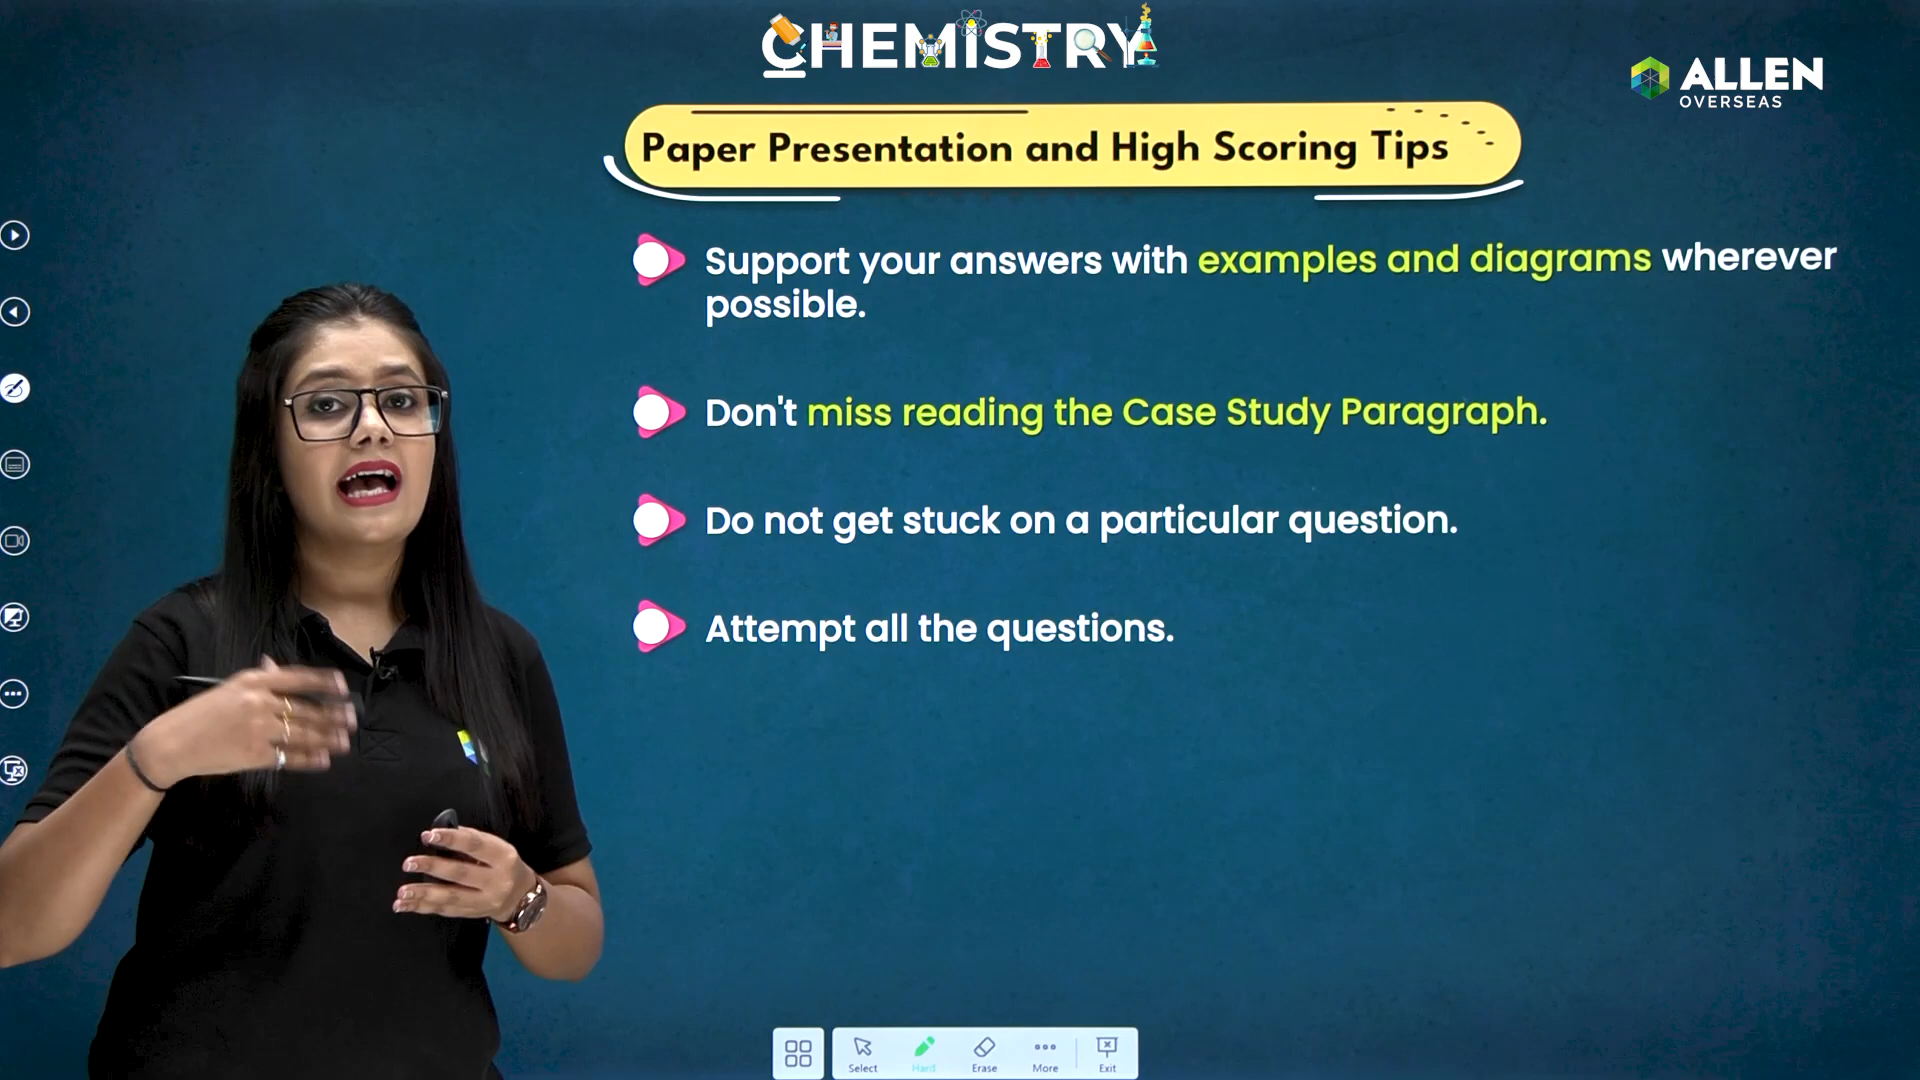 CHEMISTRY
ALLEN
OVERSEAS
Paper Presentation and High Scoring Tips
Support your answers with examples and diagrams wherever
possible.
Don't miss reading the Case Study Paragraph.
Do not get stuck on a particular question.
Attempt all the questions.
Select
Hard
Erase
More
Exit